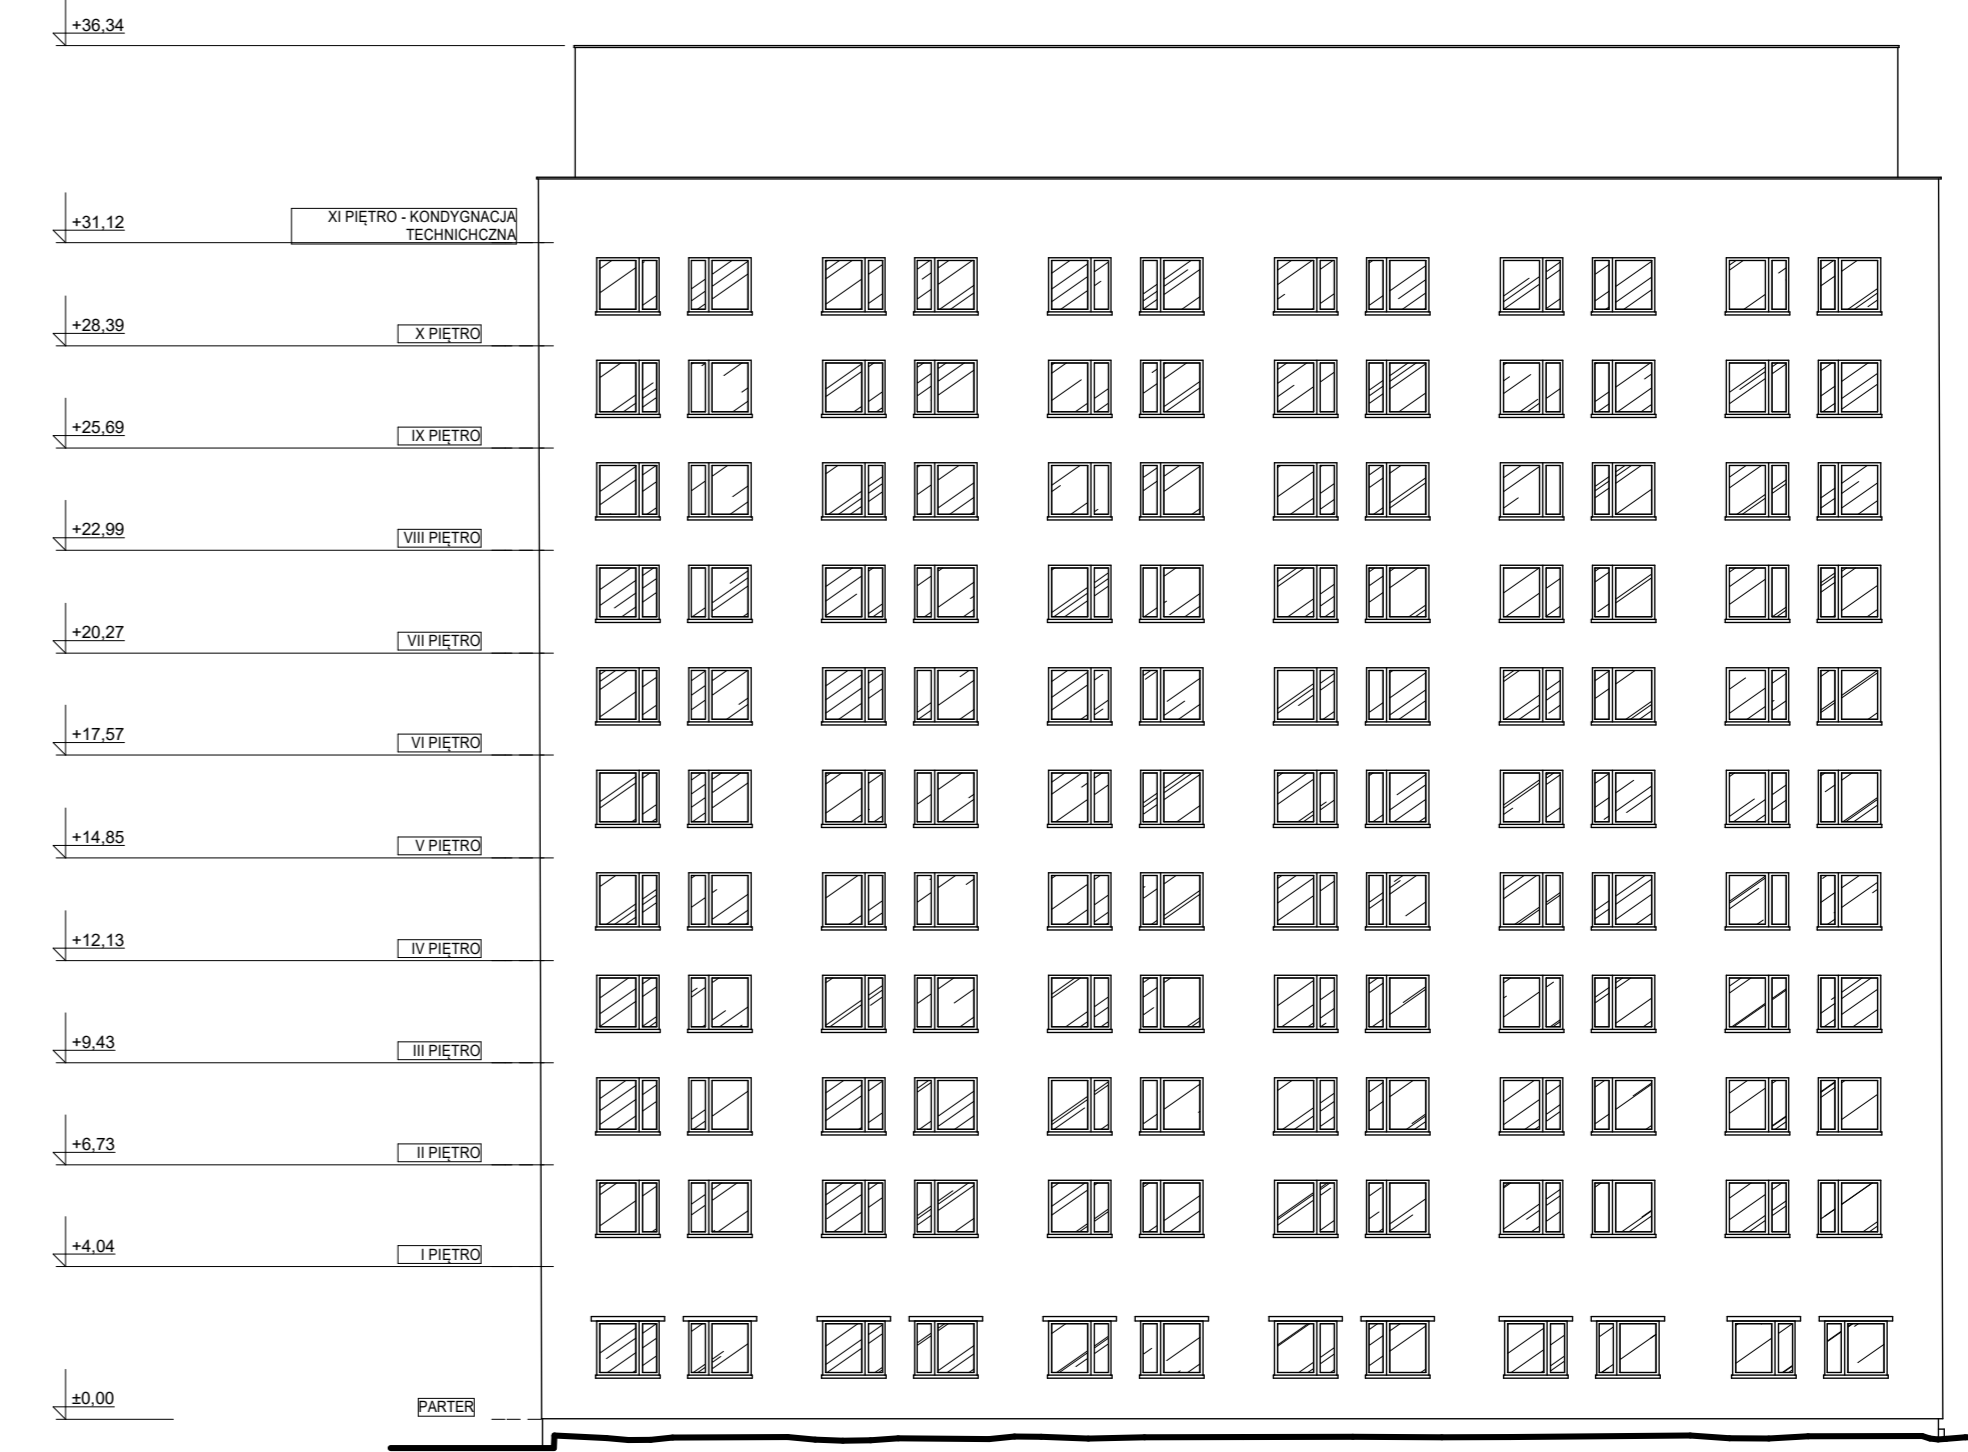 +36,34
+31,12
XI PIĘTRO - KONDYGNACJA
TECHNICHCZNA
+28,39
X PIĘTRO
+25,69
IX PIĘTRO
+22,99
VIII PIĘTRO
+20,27
VII PIĘTRO
+17,57
VI PIĘTRO
+14,85
V PIĘTRO
+12,13
IV PIĘTRO
+9,43
III PIĘTRO
+6,73
II PIĘTRO
+4,04
I PIĘTRO
±0,00
PARTER